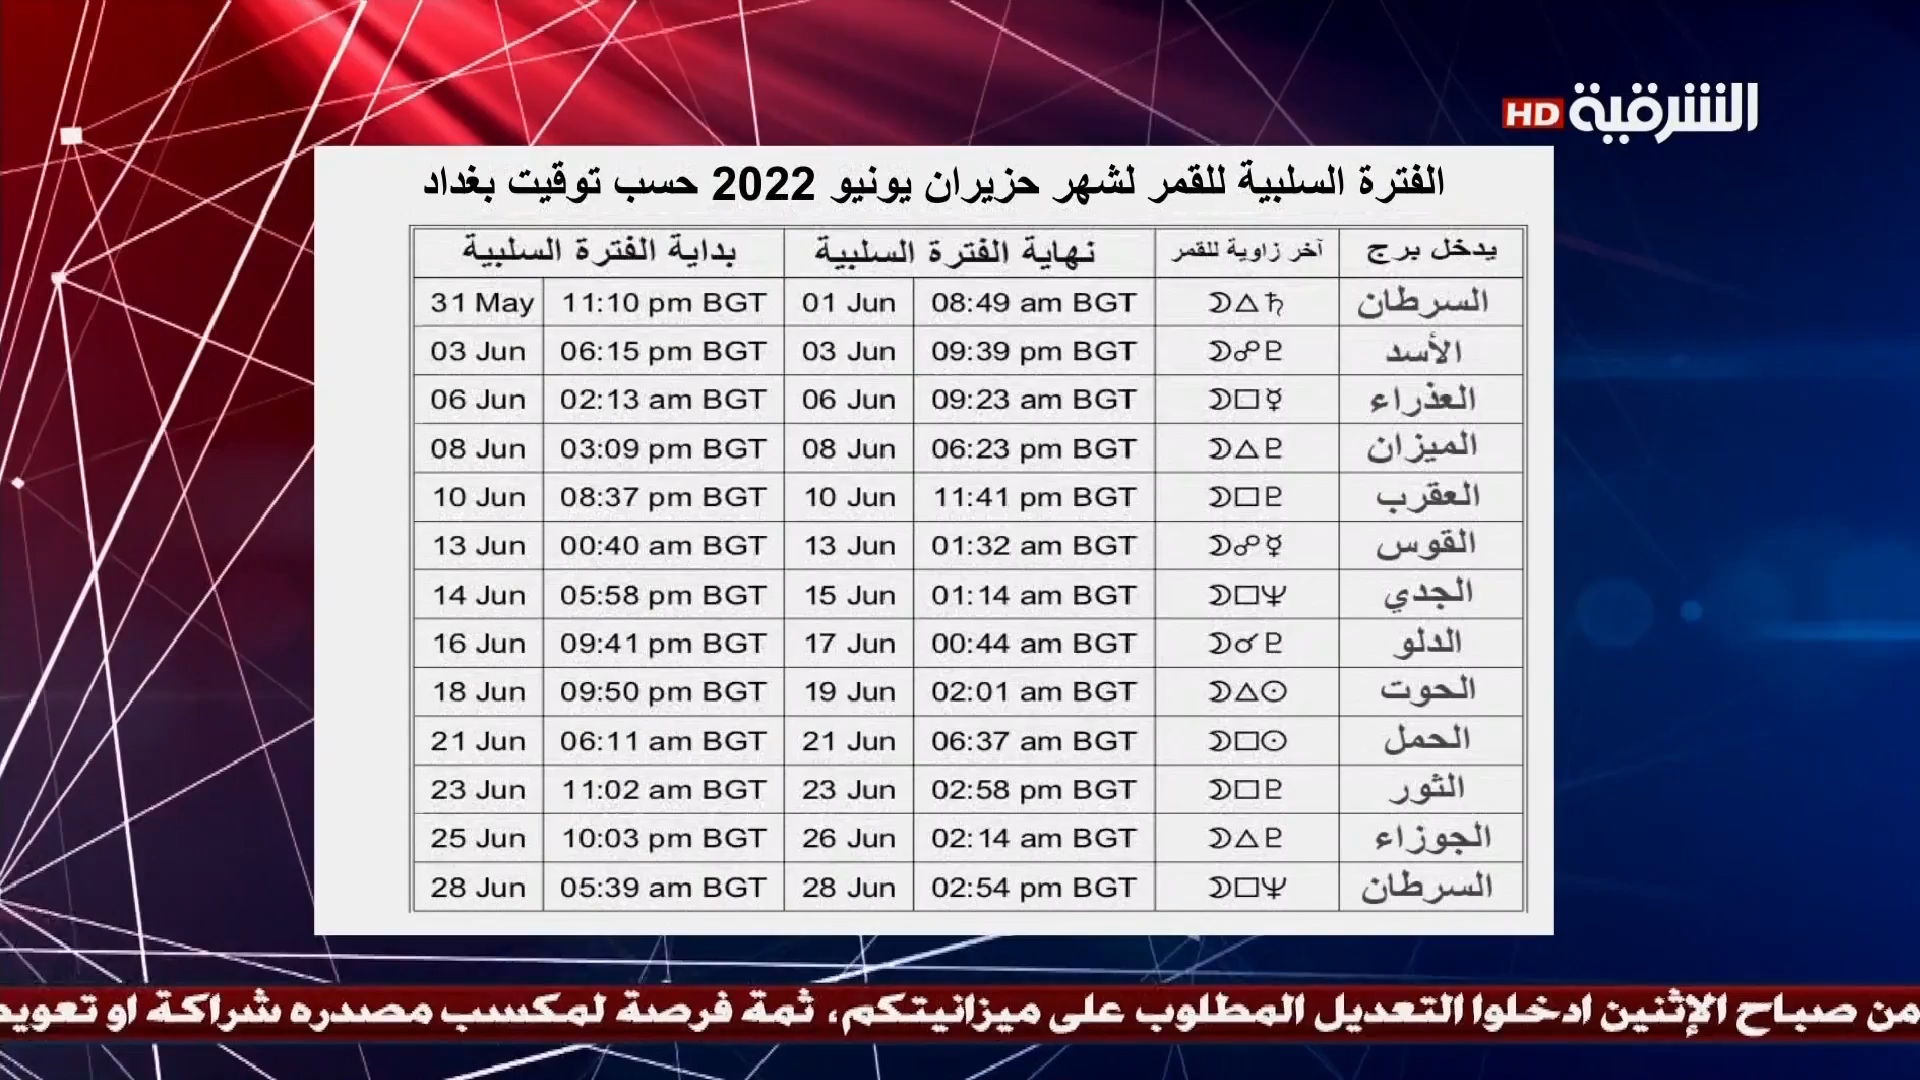 الشرقية HD
الفترة السلبية للقمر لشهر حزيران يونيو 2022 حسب توقيت بغداد
بداية الفترة السلبية نهاية الفترة السلبية آخر زاوية للقمر يدخل برج
31 May 11:10 pm BGT 01 Jun 08:49 am BGT ☽△♄ السرطان
03 Jun 06:15 pm BGT 03 Jun 09:39 pm BGT ☽☍♇ الأسد
06 Jun 02:13 am BGT 06 Jun 09:23 am BGT ☽□☿ العذراء
08 Jun 03:09 pm BGT 08 Jun 06:23 pm BGT ☽△♇ الميزان
10 Jun 08:37 pm BGT 10 Jun 11:41 pm BGT ☽□♇ العقرب
13 Jun 00:40 am BGT 13 Jun 01:32 am BGT ☽☍☿ القوس
14 Jun 05:58 pm BGT 15 Jun 01:14 am BGT ☽□♆ الجدي
16 Jun 09:41 pm BGT 17 Jun 00:44 am BGT ☽☌♇ الدلو
18 Jun 09:50 pm BGT 19 Jun 02:01 am BGT ☽△☉ الحوت
21 Jun 06:11 am BGT 21 Jun 06:37 am BGT ☽□☉ الحمل
23 Jun 11:02 am BGT 23 Jun 02:58 pm BGT ☽□♇ الثور
25 Jun 10:03 pm BGT 26 Jun 02:14 am BGT ☽△♇ الجوزاء
28 Jun 05:39 am BGT 28 Jun 02:54 pm BGT ☽□♆ السرطان
من صباح الإثنين ادخلوا التعديل المطلوب على ميزانيتكم، ثمة فرصة لمكسب مصدره شراكة او تعويض